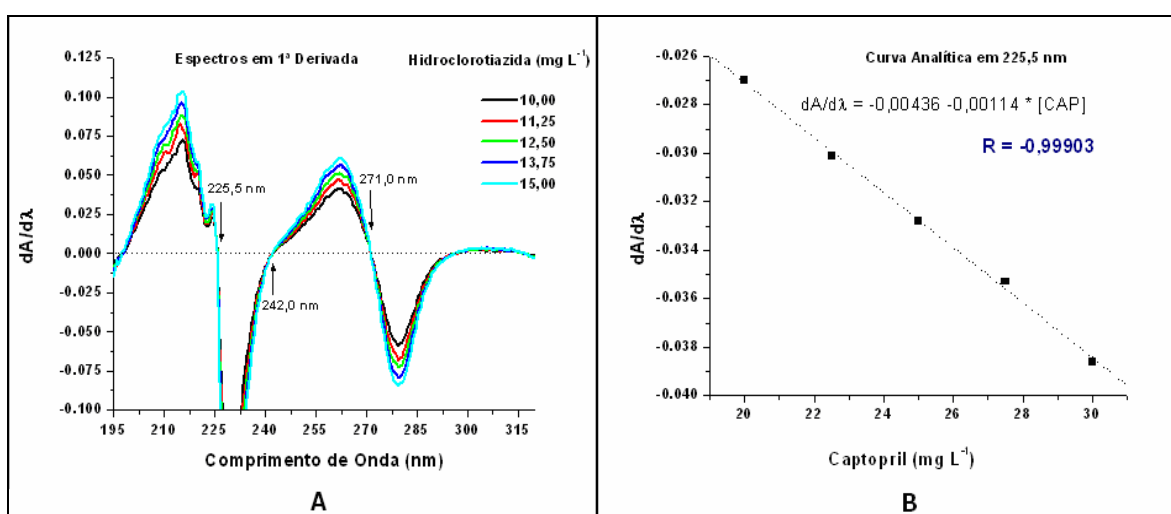 Espectros em 1ª Derivada
Hidroclorotiazida (mg L⁻¹)
10,00
11,25
12,50
13,75
15,00
225,5 nm
271,0 nm
242,0 nm
0.125
0.100
0.075
0.050
0.025
0.000
-0.025
-0.050
-0.075
-0.100
dA/dλ
195 210 225 240 255 270 285 300 315
Comprimento de Onda (nm)
A
Curva Analítica em 225,5 nm
dA/dλ = -0,00436 -0,00114 * [CAP]
R = -0,99903
-0.026
-0.028
-0.030
-0.032
-0.034
-0.036
-0.038
-0.040
dA/dλ
20 22 24 26 28 30
Captopril (mg L⁻¹)
B